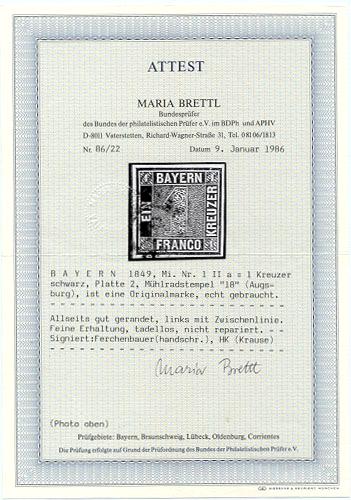 ATTEST
MARIA BRETTL
Bundesprüfer
des Bundes der philatelistischen Prüfer e.V. im BDPh und APHV
D-8011 Vaterstetten, Richard-Wagner-Straße 31, Tel. 08106/1813
Nr. 86/22 Datum 9. Januar 1986
BAYERN
EIN
KREUZER
FRANCO
B A Y E R N 1849, Mi. Nr. 1 II a = 1 Kreuzer
schwarz, Platte 2, Mühlradstempel "18" (Augs-
burg), ist eine Originalmarke, echt gebraucht.
Allseits gut gerandet, links mit Zwischenlinie.
Feine Erhaltung, tadellos, nicht repariert. - -
Signiert:Ferchenbauer(handschr.), HK (Krause)
Maria Brettl
(Photo oben)
Prüfgebiete: Bayern, Braunschweig, Lübeck, Oldenburg, Corrientes
Die Prüfung erfolgte auf Grund der Prüfordnung des Bundes der Philatelistischen Prüfer e.V.